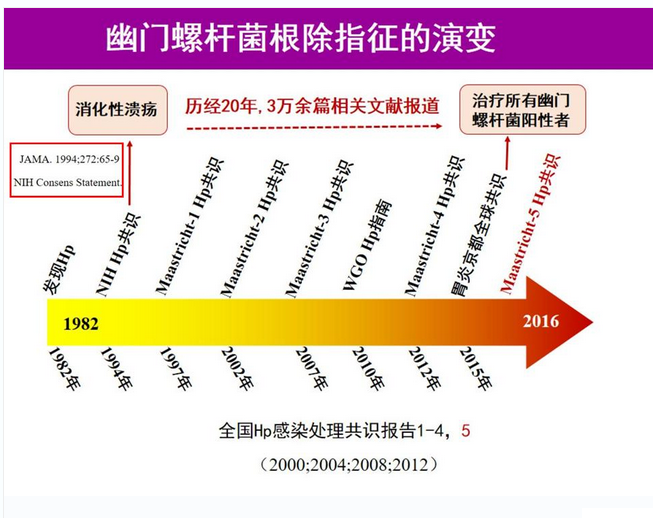 幽门螺杆菌根除指征的演变
消化性溃疡
历经20年,3万余篇相关文献报道
治疗所有幽门
螺杆菌阳性者
JAMA. 1994;272:65-9
NIH Consens Statement.
发现Hp
NIH Hp共识
Maastricht-1 Hp共识
Maastricht-2 Hp共识
Maastricht-3 Hp共识
WGO Hp指南
Maastricht-4 Hp共识
胃炎京都全球共识
Maastricht-5 Hp共识
1982
2016
1982年
1994年
1997年
2002年
2007年
2010年
2012年
2015年
全国Hp感染处理共识报告1-4，5
（2000;2004;2008;2012）